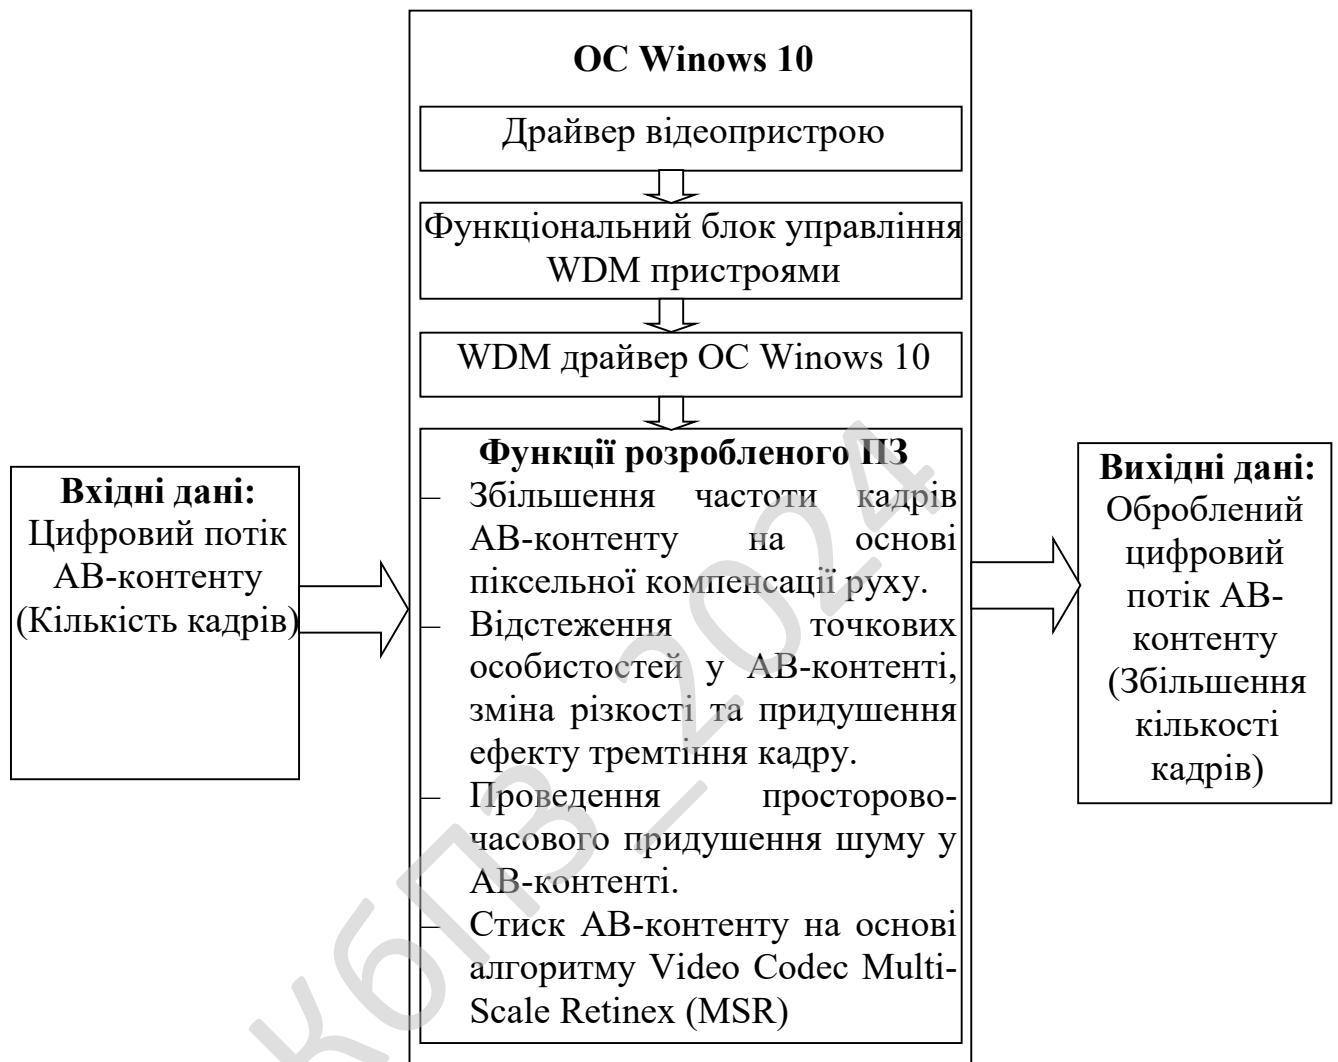 ОС Winows 10
Драйвер відеопристрою
Функціональний блок управління
WDM пристроями
WDM драйвер ОС Winows 10
Вхідні дані:
Цифровий потік
АВ-контенту
(Кількість кадрів)
Функції розробленого ПЗ
– Збільшення частоти кадрів
АВ-контенту на основі
піксельної компенсації руху.
– Відстеження точкових
особистостей у АВ-контенті,
зміна різкості та придушення
ефекту тремтіння кадру.
– Проведення просторово-
часового придушення шуму у
АВ-контенті.
– Стиск АВ-контенту на основі
алгоритму Video Codec Multi-
Scale Retinex (MSR)
Вихідні дані:
Оброблений
цифровий
потік АВ-
контенту
(Збільшення
кількості
кадрів)
КбПЗ_2024